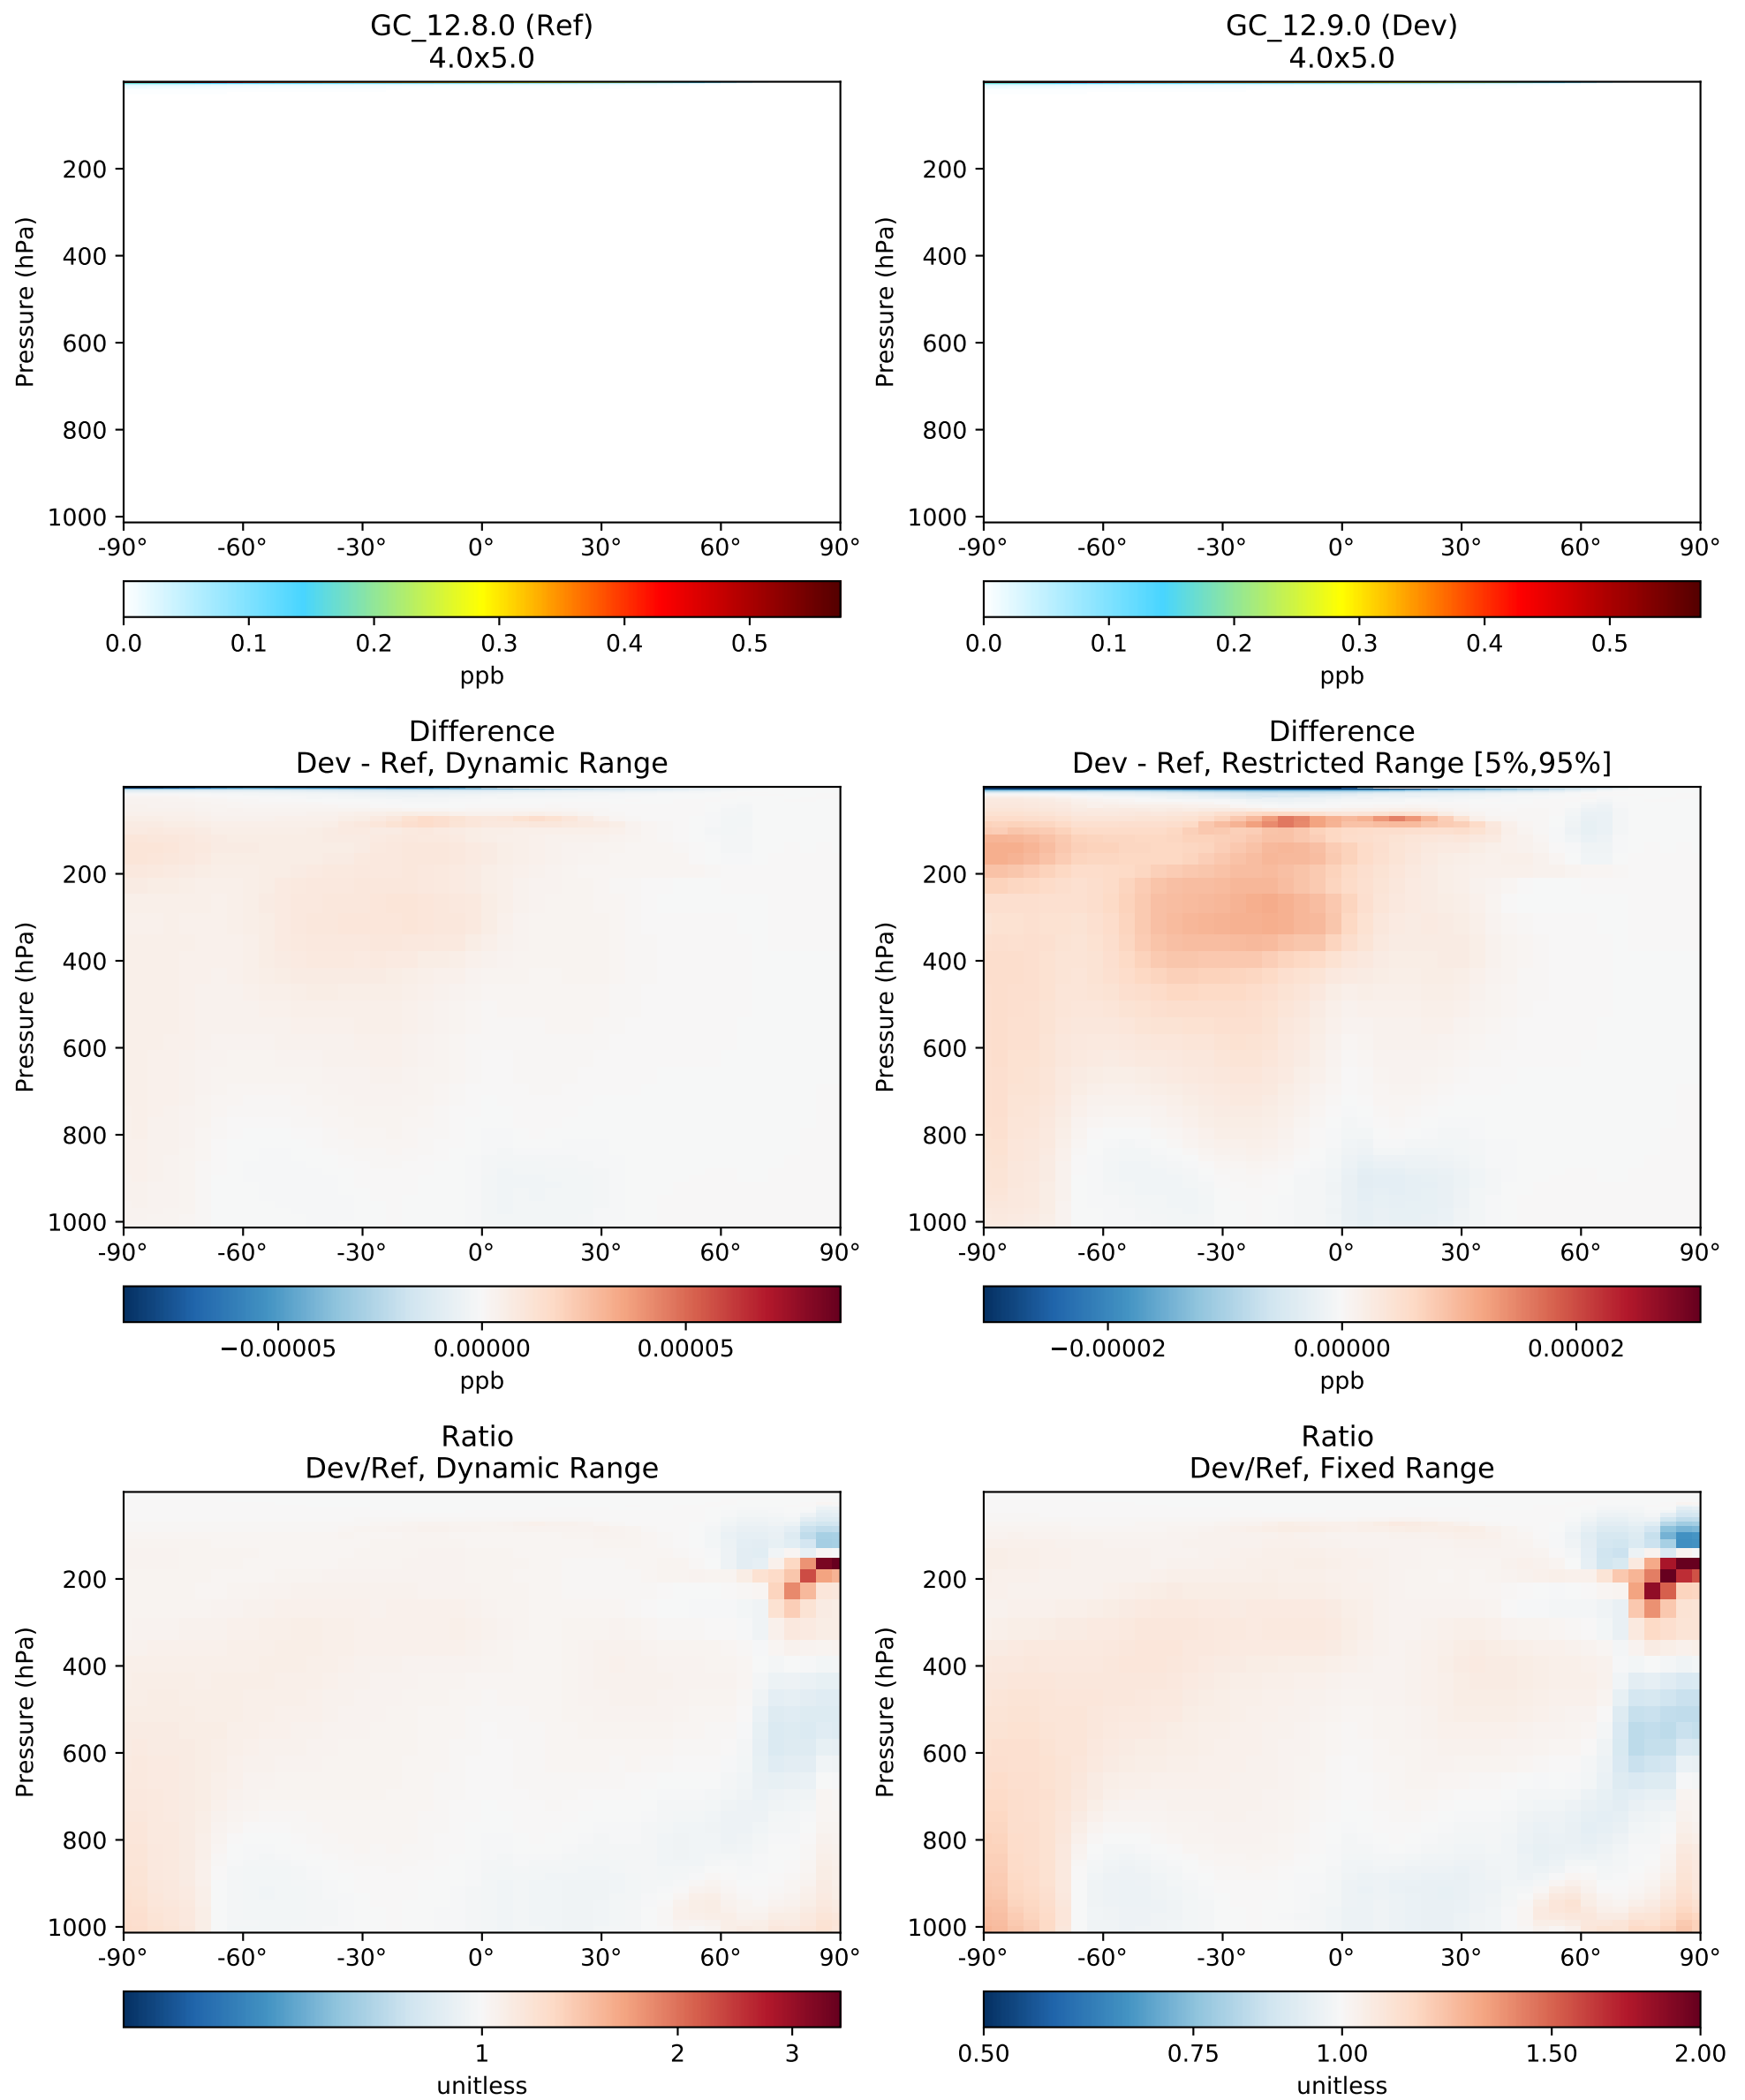 GC_12.8.0 (Ref)
4.0x5.0
Pressure (hPa)
200
400
600
800
1000
-90° -60° -30° 0° 30° 60° 90°
0.0 0.1 0.2 0.3 0.4 0.5
ppb
GC_12.9.0 (Dev)
4.0x5.0
Pressure (hPa)
200
400
600
800
1000
-90° -60° -30° 0° 30° 60° 90°
0.0 0.1 0.2 0.3 0.4 0.5
ppb
Difference
Dev - Ref, Dynamic Range
Pressure (hPa)
200
400
600
800
1000
-90° -60° -30° 0° 30° 60° 90°
−0.00005 0.00000 0.00005
ppb
Difference
Dev - Ref, Restricted Range [5%,95%]
Pressure (hPa)
200
400
600
800
1000
-90° -60° -30° 0° 30° 60° 90°
−0.00002 0.00000 0.00002
ppb
Ratio
Dev/Ref, Dynamic Range
Pressure (hPa)
200
400
600
800
1000
-90° -60° -30° 0° 30° 60° 90°
1 2 3
unitless
Ratio
Dev/Ref, Fixed Range
Pressure (hPa)
200
400
600
800
1000
-90° -60° -30° 0° 30° 60° 90°
0.50 0.75 1.00 1.50 2.00
unitless